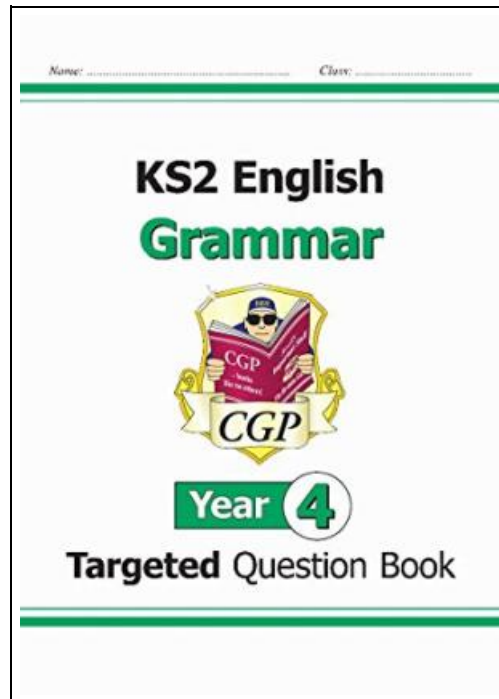 Name: ........................ Class: ........................
KS2 English
Grammar
CGP
CGP
Year 4
Targeted Question Book